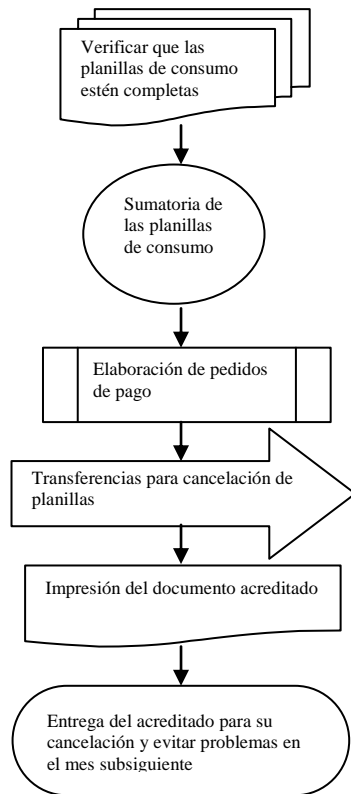 Verificar que las
planillas de consumo
estén completas
Sumatoria de
las planillas
de consumo
Elaboración de pedidos
de pago
Transferencias para cancelación de
planillas
Impresión del documento acreditado
Entrega del acreditado para su
cancelación y evitar problemas en
el mes subsiguiente